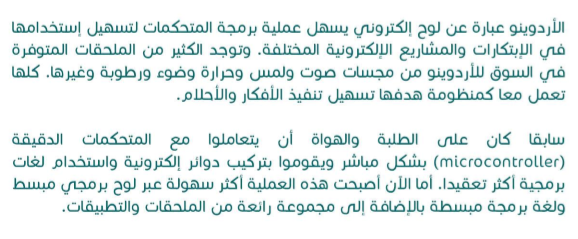 الأردوينو عبارة عن لوح إلكتروني يسهل عملية برمجة المتحكمات لتسهيل إستخدامها
في الإبتكارات والمشاريع الإلكترونية المختلفة. وتوجد الكثير من الملحقات المتوفرة
في السوق للأردوينو من مجسات صوت ولمس وحرارة وضوء ورطوبة وغيرها. كلها
تعمل معا كمنظومة هدفها تسهيل تنفيذ الأفكار والأحلام.
سابقا كان على الطلبة والهواة أن يتعاملوا مع المتحكمات الدقيقة
(microcontroller) بشكل مباشر ويقوموا بتركيب دوائر إلكترونية واستخدام لغات
برمجية أكثر تعقيدا. أما الآن أصبحت هذه العملية أكثر سهولة عبر لوح برمجي مبسط
ولغة برمجة مبسطة بالإضافة إلى مجموعة رائعة من الملحقات والتطبيقات.